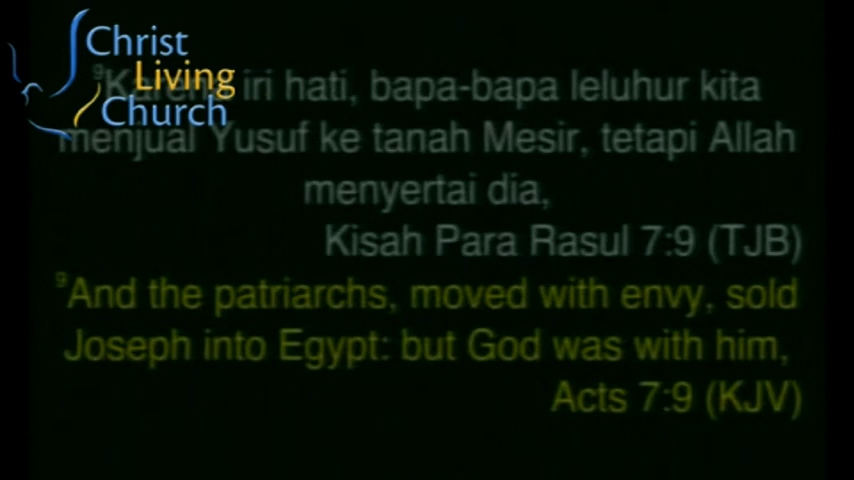 Christ
Living
Church
⁹Karena iri hati, bapa-bapa leluhur kita
menjual Yusuf ke tanah Mesir, tetapi Allah
menyertai dia,
Kisah Para Rasul 7:9 (TJB)
⁹And the patriarchs, moved with envy, sold
Joseph into Egypt: but God was with him,
Acts 7:9 (KJV)